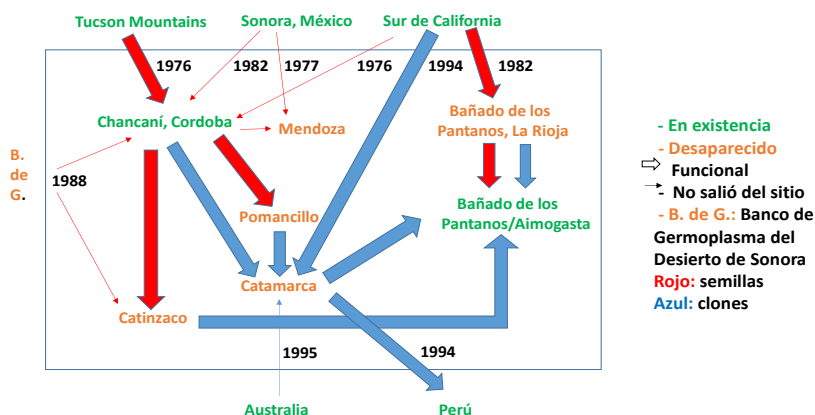 Tucson Mountains
Sonora, México
Sur de California
1976
1982
1977
1976
1994
1982
Chancaní, Cordoba
Mendoza
Bañado de los
Pantanos, La Rioja
B.
de
G.
1988
Pomancillo
Bañado de los
Pantanos/Aimogasta
Catamarca
Catinzaco
1995
1994
Australia
Perú
- En existencia
- Desaparecido
Funcional
- No salió del sitio
- B. de G.: Banco de
Germoplasma del
Desierto de Sonora
Rojo: semillas
Azul: clones